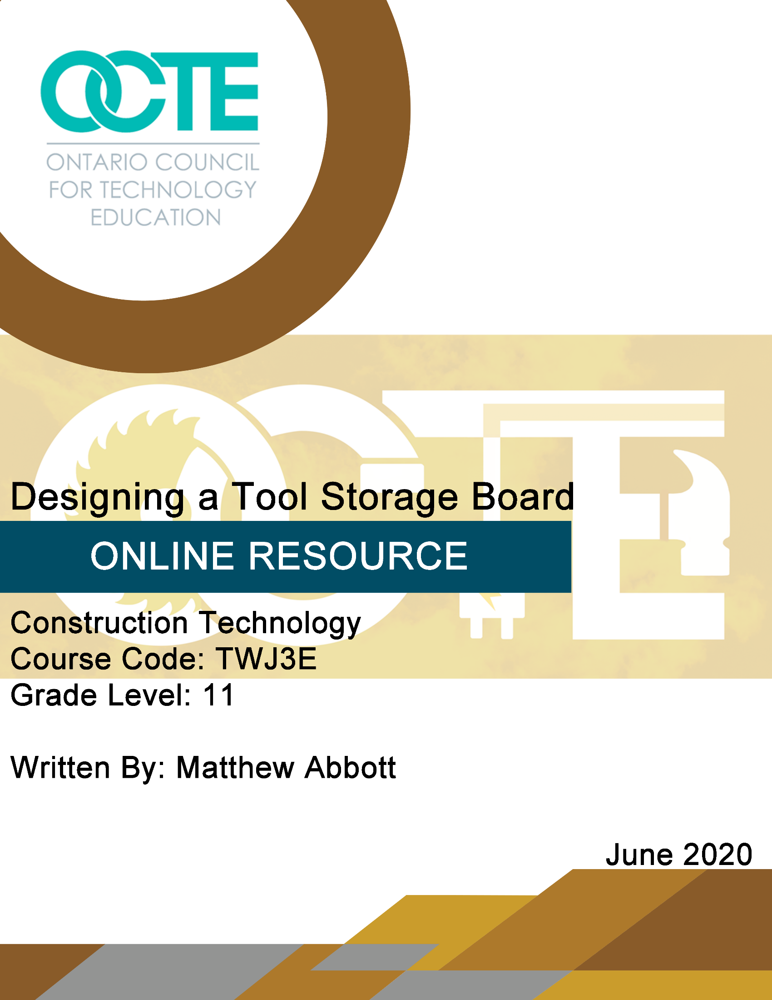 OCTE
ONTARIO COUNCIL
FOR TECHNOLOGY
EDUCATION
Designing a Tool Storage Board
ONLINE RESOURCE
Construction Technology
Course Code: TWJ3E
Grade Level: 11
Written By: Matthew Abbott
June 2020